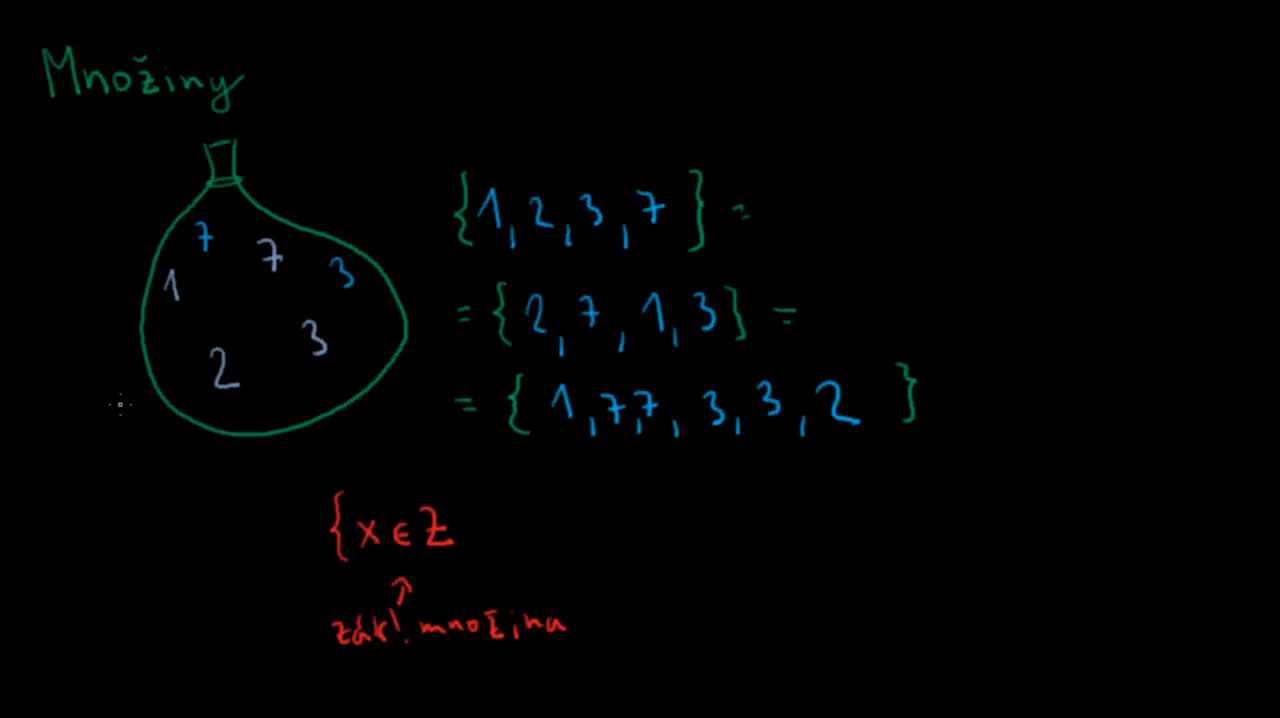 Množiny
7 7
1 3
3
2
{1, 2, 3, 7} =
= {2, 7, 1, 3} =
= {1, 7, 7, 3, 3, 2}
{x ∈ Z
↑
zákl. množina